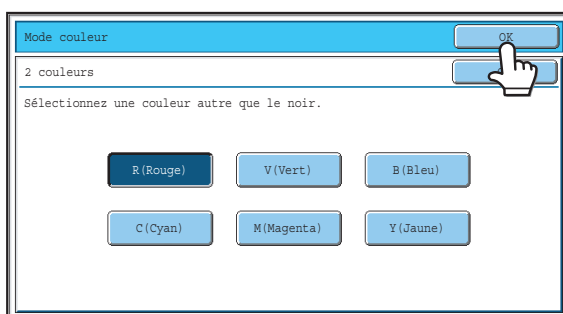 Mode couleur
OK
2 couleurs
Sélectionnez une couleur autre que le noir.
R(Rouge) V(Vert) B(Bleu)
C(Cyan) M(Magenta) Y(Jaune)